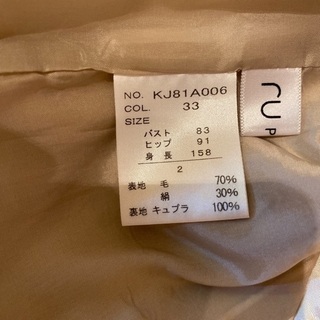 NO. KJ81A006
COL. 33
SIZE
バスト 83
ヒップ 91
身長 158
2
表地 毛 70%
絹 30%
裏地 キュプラ 100%
ru
P